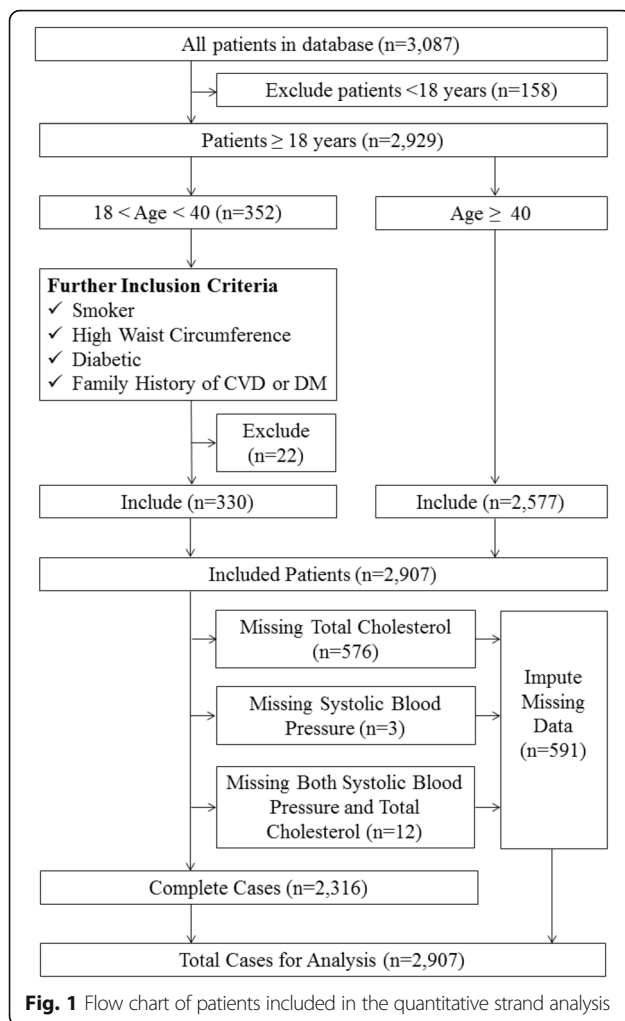 All patients in database (n=3,087)
Exclude patients <18 years (n=158)
Patients ≥ 18 years (n=2,929)
18 < Age < 40 (n=352)
Age ≥ 40
Further Inclusion Criteria
✓ Smoker
✓ High Waist Circumference
✓ Diabetic
✓ Family History of CVD or DM
Exclude
(n=22)
Include (n=330)
Include (n=2,577)
Included Patients (n=2,907)
Missing Total Cholesterol
(n=576)
Missing Systolic Blood
Pressure (n=3)
Missing Both Systolic Blood
Pressure and Total
Cholesterol (n=12)
Impute
Missing
Data
(n=591)
Complete Cases (n=2,316)
Total Cases for Analysis (n=2,907)
Fig. 1 Flow chart of patients included in the quantitative strand analysis